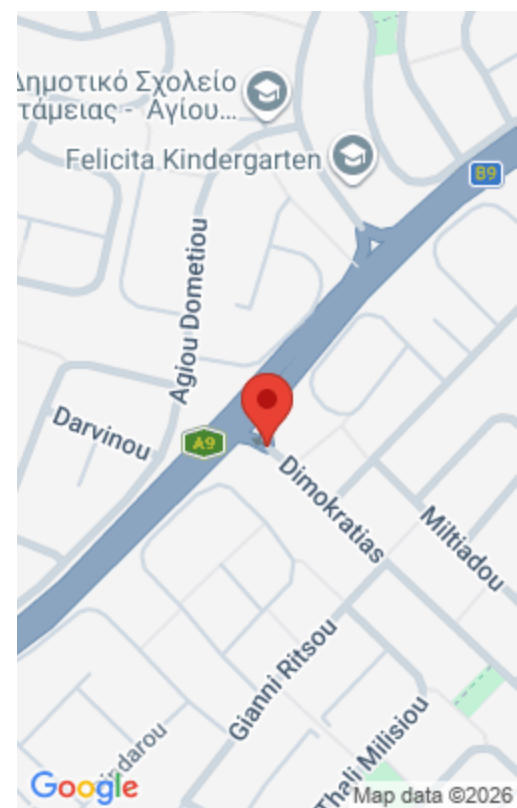 Δημοτικό Σχολείο
τάμειας - Αγίου...
Felicita Kindergarten
B9
Agiou Dometiou
Darvinou
A9
Dimokratias
Miltiadou
Gianni Ritsou
Thali Milisiou
Google
Map data ©2026